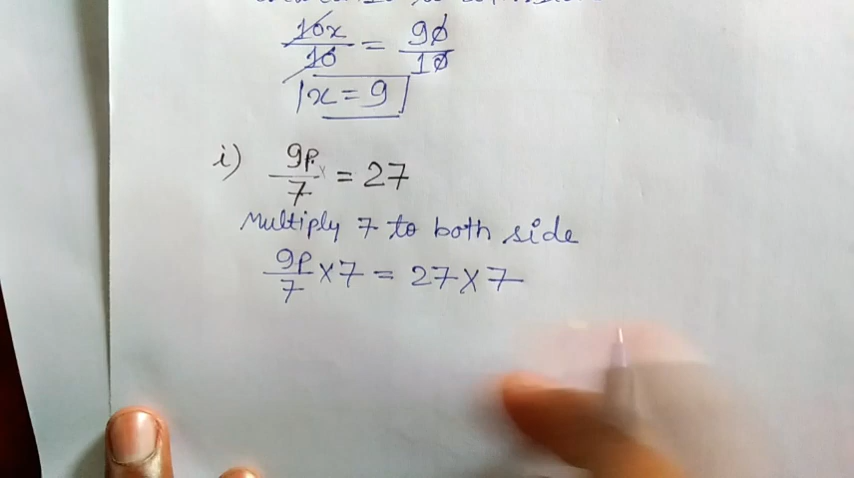 10x/10 = 90/10
x = 9
i) 9p/7 = 27
Multiply 7 to both side
9p/7 × 7 = 27 × 7